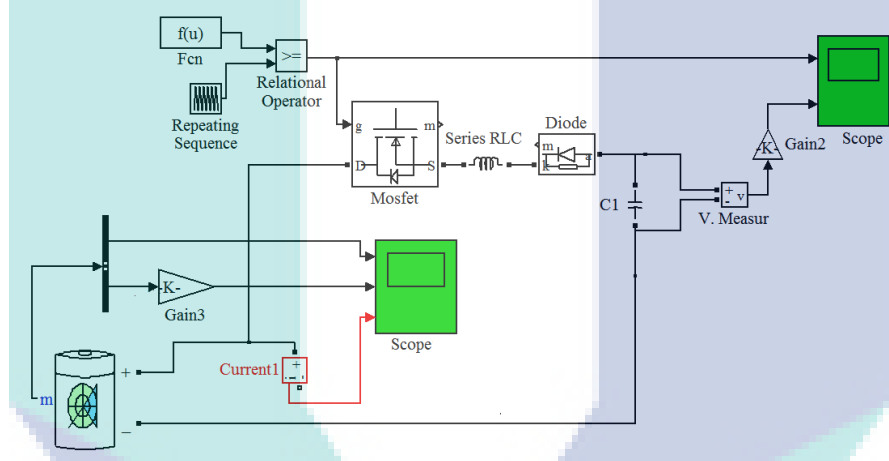 f(u)
Fcn
>=
Relational
Operator
Repeating
Sequence
g
m
D
S
Mosfet
Series RLC
Diode
m
k
a
C1
+
-
v
V. Measur
-K-
Gain2
Scope
-K-
Gain3
Scope
Current1
+
-
i
m
+
–